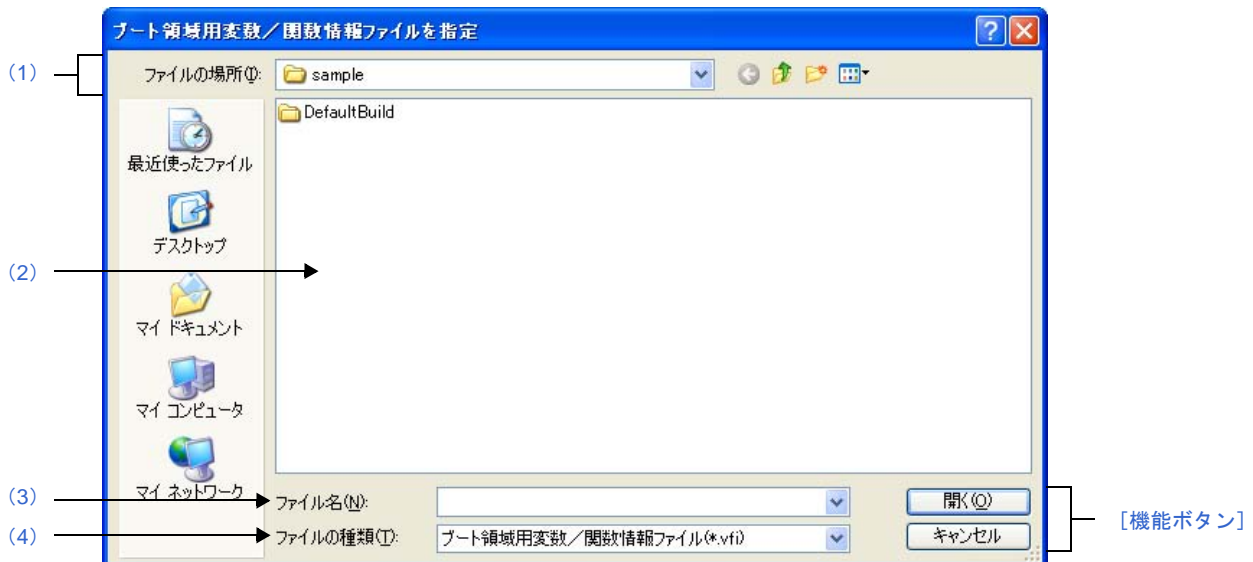 ブート領域用変数／関数情報ファイルを指定
(1)
ファイルの場所(I):
sample
DefaultBuild
最近使ったファイル
デスクトップ
(2)
マイ ドキュメント
マイ コンピュータ
マイ ネットワーク
(3)
ファイル名(N):
開く(O)
(4)
ファイルの種類(T):
ブート領域用変数／関数情報ファイル(*.vfi)
キャンセル
[機能ボタン]